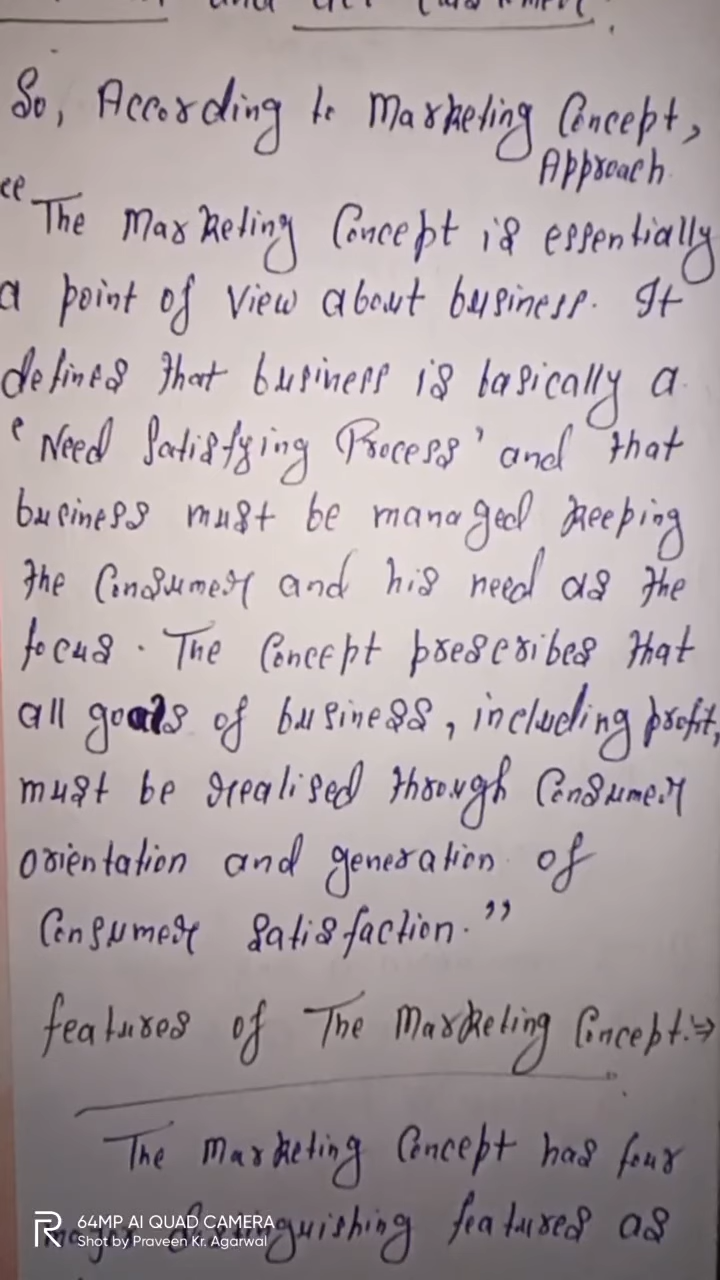 and
So, According to Marketing Concept,
Approach
"The Marketing Concept is essentially
a point of View about business. It
defines that business is basically a
'Need Satisfying Process' and that
business must be managed keeping
the Consumer and his need as the
focus. The Concept prescribes that
all goals of business, including profit,
must be realised through Consumer
orientation and generation of
Consumer Satisfaction."
features of The Marketing Concept:⇒
The Marketing Concept has four
major distinguishing features as
64MP AI QUAD CAMERA
Shot by Praveen Kr. Agarwal